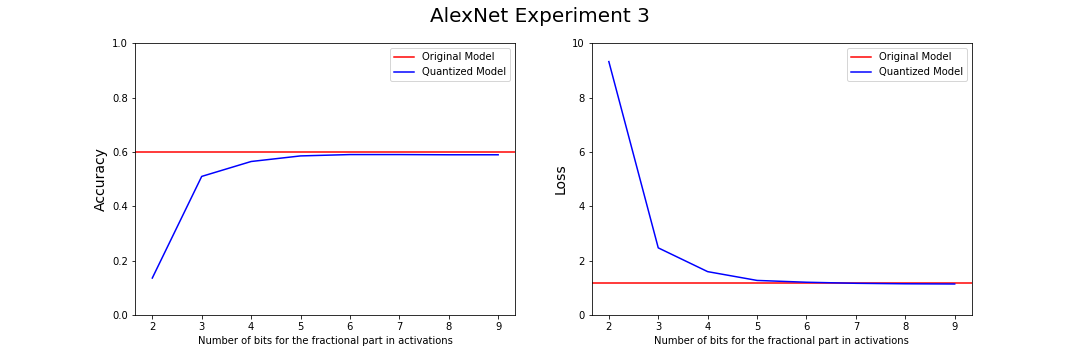 AlexNet Experiment 3
1.0
0.8
0.6
0.4
0.2
0.0
Accuracy
2 3 4 5 6 7 8 9
Number of bits for the fractional part in activations
Original Model
Quantized Model
10
8
6
4
2
0
Loss
2 3 4 5 6 7 8 9
Number of bits for the fractional part in activations
Original Model
Quantized Model